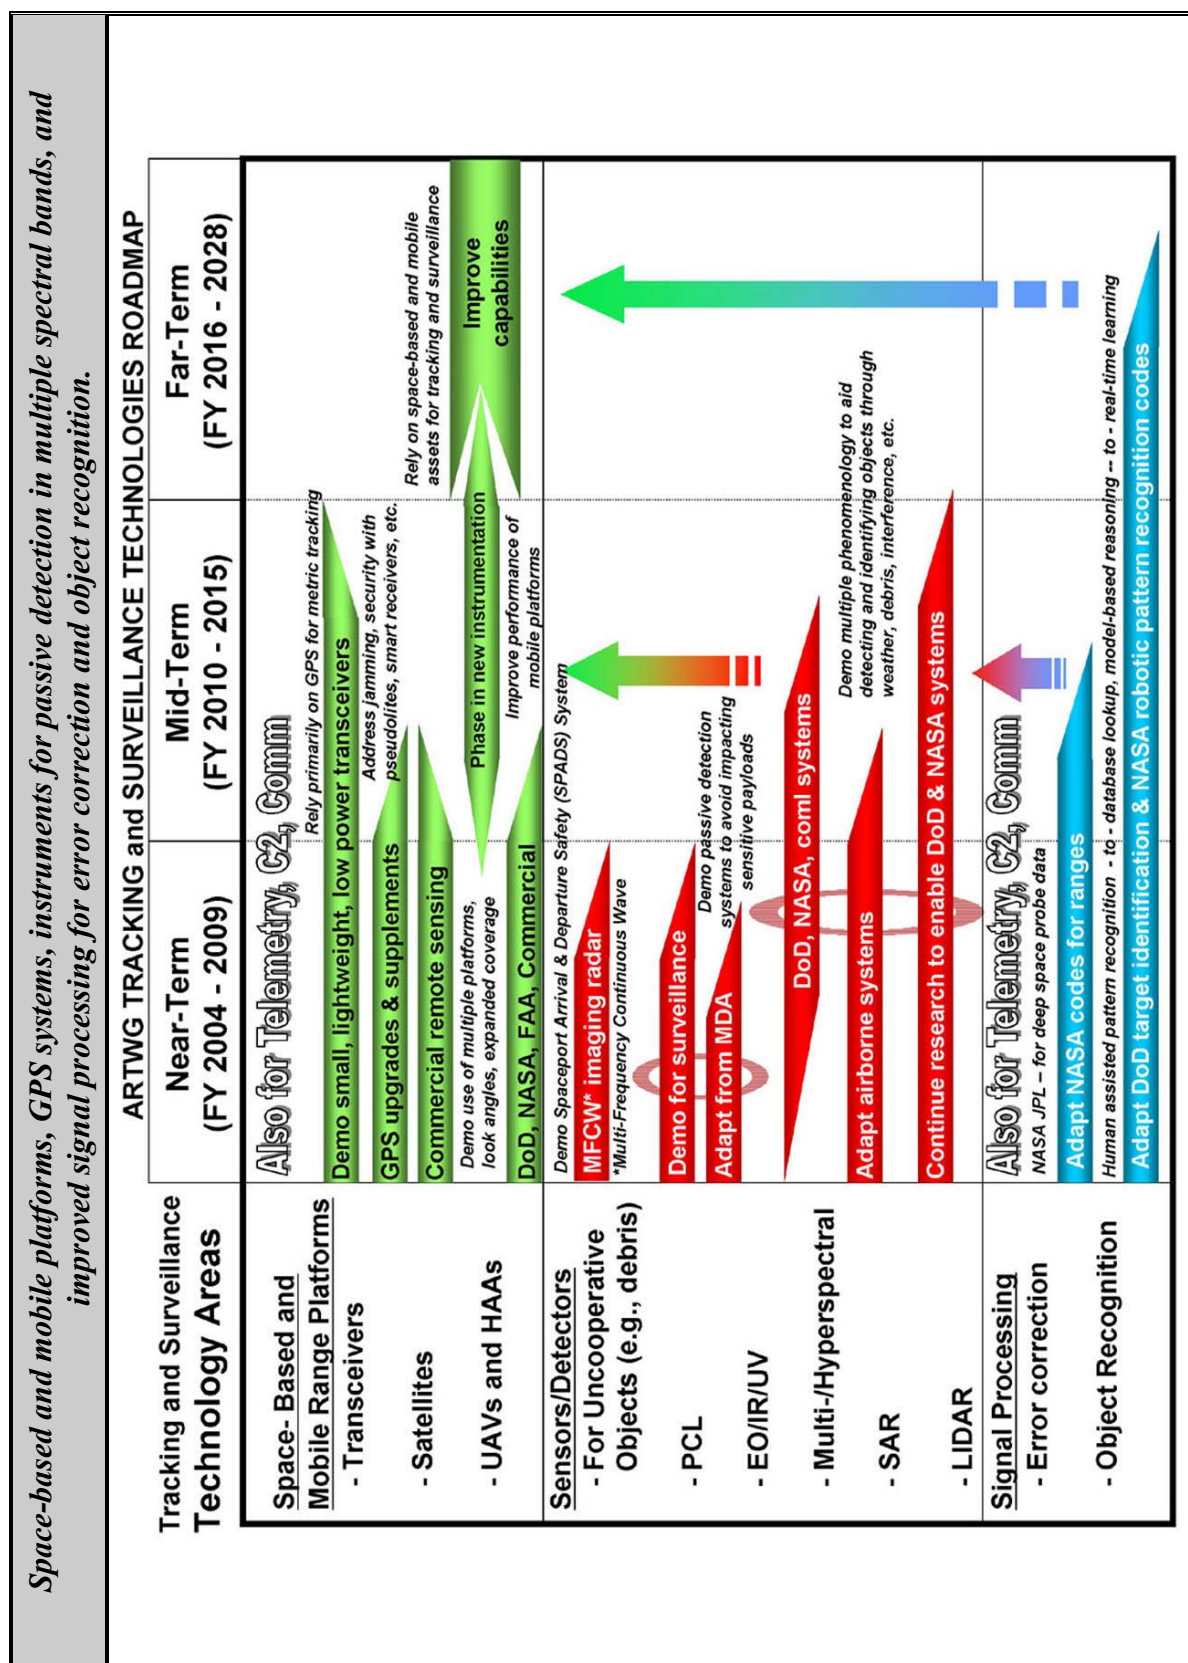 Space-based and mobile platforms, GPS systems, instruments for passive detection in multiple spectral bands, and
improved signal processing for error correction and object recognition.
ARTWG TRACKING and SURVEILLANCE TECHNOLOGIES ROADMAP
Tracking and Surveillance
Technology Areas
Near-Term
(FY 2004 - 2009)
Mid-Term
(FY 2010 - 2015)
Far-Term
(FY 2016 - 2028)
Space- Based and
Mobile Range Platforms
- Transceivers
- Satellites
- UAVs and HAAs
Also for Telemetry, C2, Comm
Rely primarily on GPS for metric tracking
Demo small, lightweight, low power transceivers
Address jamming, security with
pseudolites, smart receivers, etc.
GPS upgrades & supplements
Commercial remote sensing
Rely on space-based and mobile
assets for tracking and surveillance
Demo use of multiple platforms,
look angles, expanded coverage
Phase in new instrumentation
Improve
capabilities
Improve performance of
mobile platforms
DoD, NASA, FAA, Commercial
Sensors/Detectors
- For Uncooperative
Objects (e.g., debris)
- PCL
- EO/IR/UV
- Multi-/Hyperspectral
- SAR
- LIDAR
Demo Spaceport Arrival & Departure Safety (SPADS) System
MFCW* imaging radar
*Multi-Frequency Continuous Wave
Demo for surveillance
Demo passive detection
systems to avoid impacting
sensitive payloads
Adapt from MDA
DoD, NASA, coml systems
Demo multiple phenomenology to aid
detecting and identifying objects through
weather, debris, interference, etc.
Adapt airborne systems
Continue research to enable DoD & NASA systems
Signal Processing
- Error correction
- Object Recognition
Also for Telemetry, C2, Comm
NASA JPL – for deep space probe data
Adapt NASA codes for ranges
Human assisted pattern recognition - to - database lookup, model-based reasoning -- to - real-time learning
Adapt DoD target identification & NASA robotic pattern recognition codes